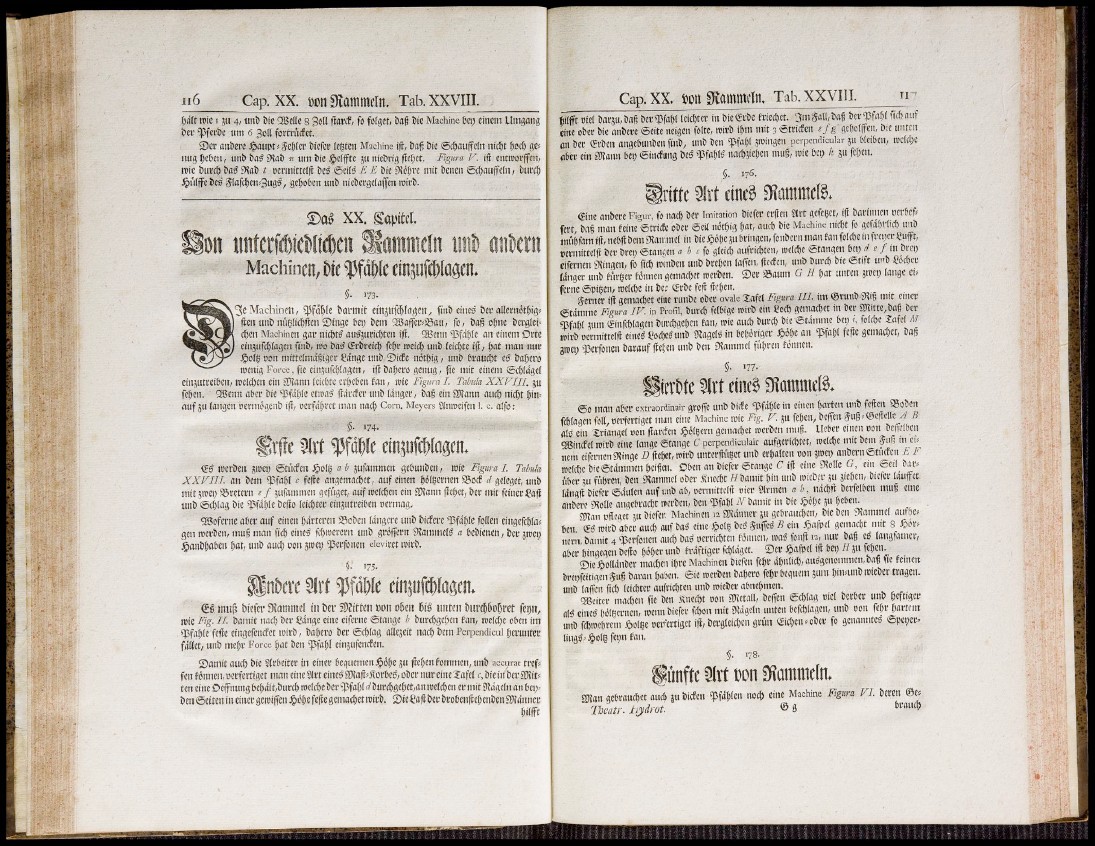 116 Cap. XX. von Rammeln. Tab. XXVIII.
hält wie 1 zu 4, und die Welle 8 Zoll starck, so folget, daß die Machine bey einem Umgang
der Pferde um 6 Zoll fortrücket.
Der andere Haupt-Fehler dieser letzten Machine ist, daß die Schauffeln nicht hoch ge-
nug heben, und das Rad u um die Helffte zu niedrig stehet. Figura V. ist entworffen,
wie durch das Rad t vermittelst des Seils E E die Röhre mit denen Schauffeln, durch
Hülffe des Flaschen-Zugs, gehoben und niedergelassen wird.
Das XX. Capitel.
Von unterschiedlichen Rammeln und andern
Machinen, die Pfähle einzuschlagen.
§. 173.
DJe Machinen, Pfähle darmit einzuschlagen, sind eines der allernöthig-
sten und nützlichsten Dinge bey dem Wasser-Bau, so, daß ohne derglei-
chen Machinen gar nichts auszurichten ist. Wenn Pfähle an einem Orte
einzuschlagen sind, wo das Erdreich sehr weich und leichte ist, hat man nur
Holtz von mittelmäßiger Länge und Dicke nöthig, und braucht es dahero
wenig Force, sie einzuschlagen, ist dahero genug, sie mit einem Schlägel
einzutreiben, welchen ein Mann leichte erheben kan, wie Figura I. Tabula XXVIII. zu
sehen. Wenn aber die Pfähle etwas stärcker und länger, daß ein Mann auch nicht hin-
auf zu langen vermögend ist, verfähret man nach Corn. Meyers Anweisen l. c. also:
§. 174.
Erste Art Pfähle einzuschlagen.
Es werden zwey Stücken Holtz a b zusammen gebunden, wie Figura I. Tabula
XXVIII. an dem Pfahl c feste angemacht, auf einen höltzernen Bock d geleget, und
mit zwey Bretern e f zusammen gefüget, auf welchen ein Mann stehet, der mit seiner Last
und Schlag die Pfähle desto leichter einzutreiben vermag.
Woferne aber auf einen härteren Boden längere und dickere Pfähle sollen eingeschla-
gen werden, muß man sich eines schwerern und grössern Rammels a bedienen, der zwey
Handhaben hat, und auch von zwey Personen eleviret wird.
§. 175.
Andere Art Pfähle einzuschlagen.
Es muß dieser Rammel in der Mitten von oben bis unten durchbohret seyn,
wie Fig. II. damit nach der Länge eine eiserne Stange b durchgehen kan, welche oben im
Pfahle feste eingesencket wird, dahero der Schlag allezeit nach dem Perpendicul herunter
fället, und mehr Force hat den Pfahl einzusencken.
Damit auch die Arbeiter in einer bequemen Höhe zu stehen kommen, und accurat tref-
fen können, verfertiget man eine Art eines Mast-Korbes, oder nur eine Tafel c, die in der Mit-
ten eine Oeffnung behält, durch welche der Pfahl d durchgehet, an welchen er mit Nägeln an bey-
den Seiten in einer gewissen Höhe feste gemachet wird. Die Last der drobenstehenden Männer
hilfft
Cap. XX. von Rammeln. Tab. XXVIII. 117
hilfft viel darzu, daß der Pfahl leichter in die Erde kriechet. Im Fall, daß der Pfahl sich auf
eine oder die andere Seite neigen solte, wird ihm mit 3 Stricken e f g geholffen, die unten
an der Erden angebunden sind, und den Pfahl zwingen perpendicular zu bleiben, welche
aber ein Mann bey Sinckung des Pfahls nachziehen muß, wie bey h zu sehen.
§. 176.
Dritte Art eines Rammels.
Eine andere Figur, so nach der Imitation dieser ersten Art gesetzet, ist darinnen verbes-
sert, daß man keine Stricke oder Seil nöthig hat, auch die Machine nicht so gefährlich und
mühsam ist, nebst dem Rammel in die Höhe zu bringen, sondern man kan solche in freyer Lufft,
vermittelst der drey Stangen a b c so gleich aufrichten, welche Stangen bey d e f in drey
eisernen Ringen, so sich winden und drehen lassen, stecken, und durch die Stifte und Löcher
länger und kürtzer können gemachet werden. Der Baum G H hat unten zwey lange ei-
serne Spitzen, welche in der Erde fest stehen.
Ferner ist gemachet eine runde oder ovale Tafel Figura III. im Grund-Riß mit einer
Stämme Figura IV. in Profil, durch selbige wird ein Loch gemachet in der Mitte, daß der
Pfahl zum Einschlagen durchgehen kan, wie auch durch die Stämme bey i, solche Tafel M
wird vermittelst eines Loches und Nagels in behöriger Höhe an Pfahl feste gemachet, daß
zwey Personen darauf stehen und den Rammel führen können.
§. 177.
Vierdte Art eines Rammels.
So man aber extraordinair grosse und dicke Pfähle in einen harten und festen Boden
schlagen soll, verfertiget man eine Machine wie Fig. V. zu sehen, dessen Fuß-Gestelle A B
als ein Triangel von starcken Höltzern gemachet werden muß. Ueber einen von desselben
Winckel wird eine lange Stange C perpendiculair aufgerichtet, welche mit dem Fuß in ei-
nem eisernen Ringe D stehet, wird unterstützet und erhalten von zwey andern Stücken E F
welche die Stämmen heissen. Oben an dieser Stange C ist eine Rolle G, ein Seil dar-
über zu führen, den Rammel oder Knecht H damit hin und wieder zu ziehen, dieser läuffet
längst dieser Säulen auf und ab, vermittelst vier Armen a b, nächst derselben muß eine
andere Rolle angebracht werden, den Pfahl N damit in die Höhe zu heben.
Man pfleget zu dieser Machinen 12 Männer zu gebrauchen, die den Rammel aufhe-
ben. Es wird aber auch auf das eine Holtz des Fusses B ein Haspel gemacht mit 8 Hör-
nern, damit 4 Personen auch das verrichten können, was sonst 12, nur daß es langsamer,
aber hingegen desto höher und kräftiger schläget. Der Haspel ist bey H zu sehen.
Die Holländer machen ihre Machinen diesen sehr ähnlich, ausgenommen, daß sie keinen
dreyseitigen Fuß daran haben. Sie werden dahero sehr bequem zum hin-und wieder tragen,
und lassen sich leichter aufrichten und wieder abnehmen.
Weiter machen sie den Knecht von Metall, dessen Schlag viel derber und heftiger
als eines höltzernen, wenn dieser schon mit Nägeln unten beschlagen, und von sehr hartem
und schwehrem Holtze verfertiget ist, dergleichen grün Eichen- oder so genanntes Speyer-
lings-Holtz seyn kan.
§. 178.
Fünfte Art von Rammeln.
Man gebrauchet auch zu dicken Pfählen noch eine Machine Figura VI. deren Ge-
Theatr. Hydrot. G g brauch